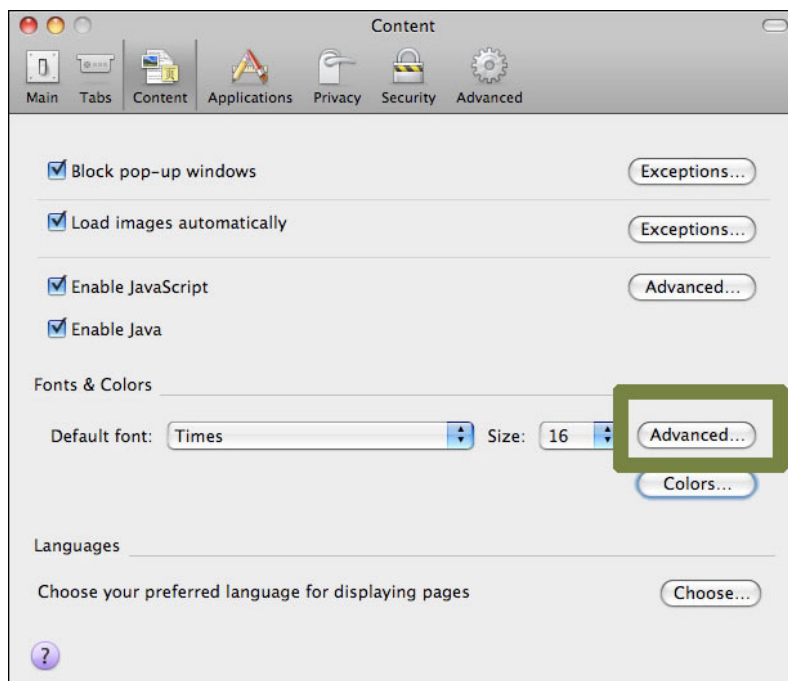 Content
Main Tabs Content Applications Privacy Security Advanced
Block pop-up windows Exceptions...
Load images automatically Exceptions...
Enable JavaScript Advanced...
Enable Java
Fonts & Colors
Default font: Times Size: 16 Advanced...
Colors...
Languages
Choose your preferred language for displaying pages Choose...
?